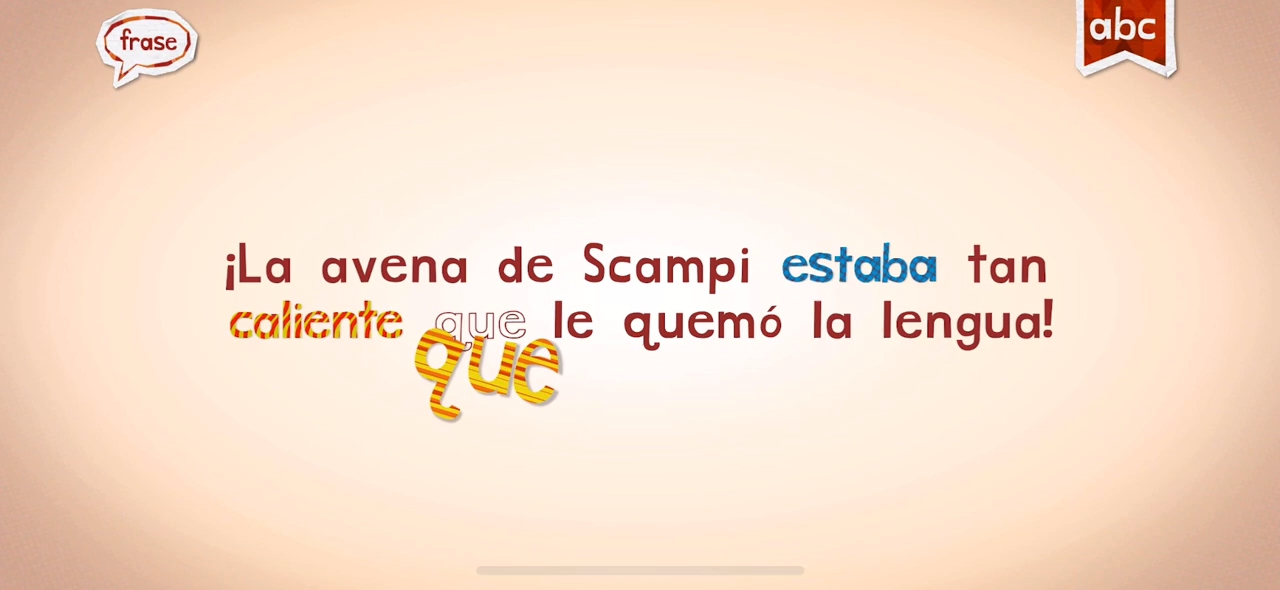 frase
abc
¡La avena de Scampi estaba tan
caliente que le quemó la lengua!
que